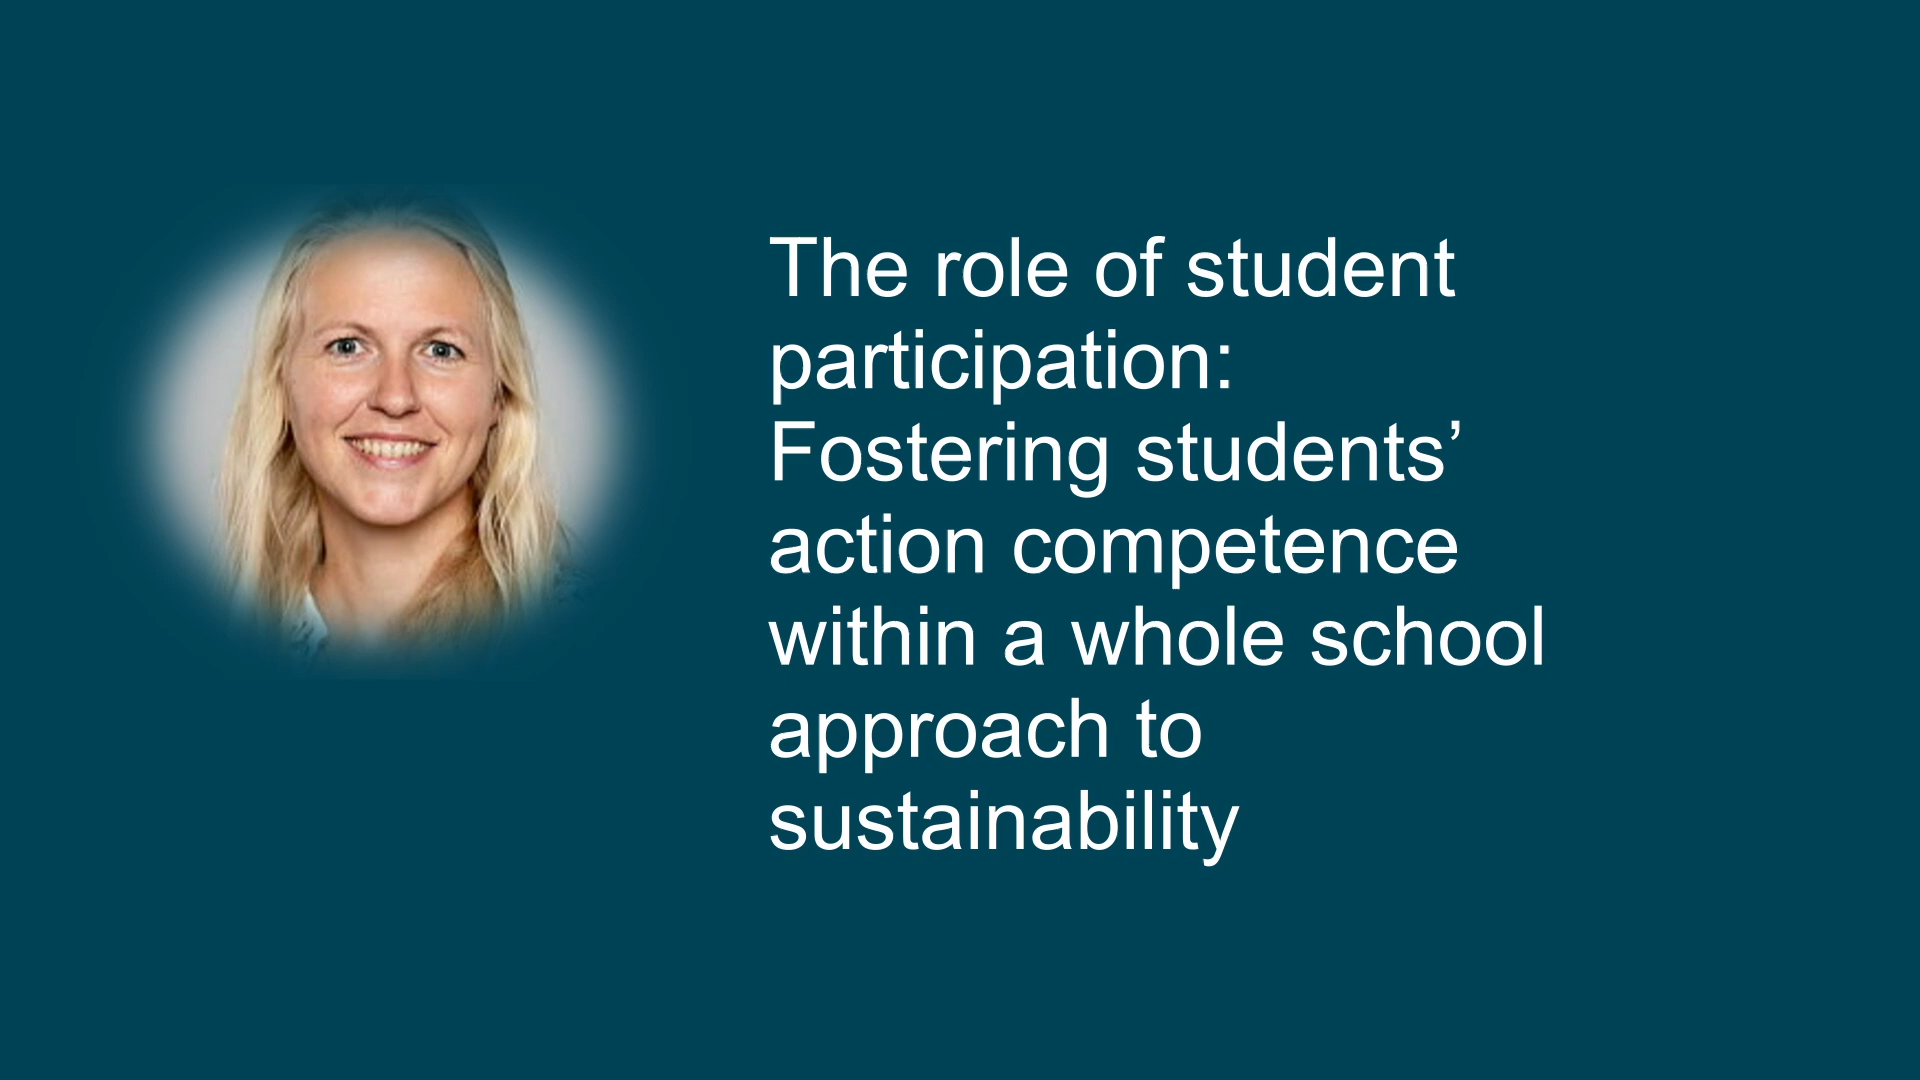 The role of student
participation:
Fostering students’
action competence
within a whole school
approach to
sustainability